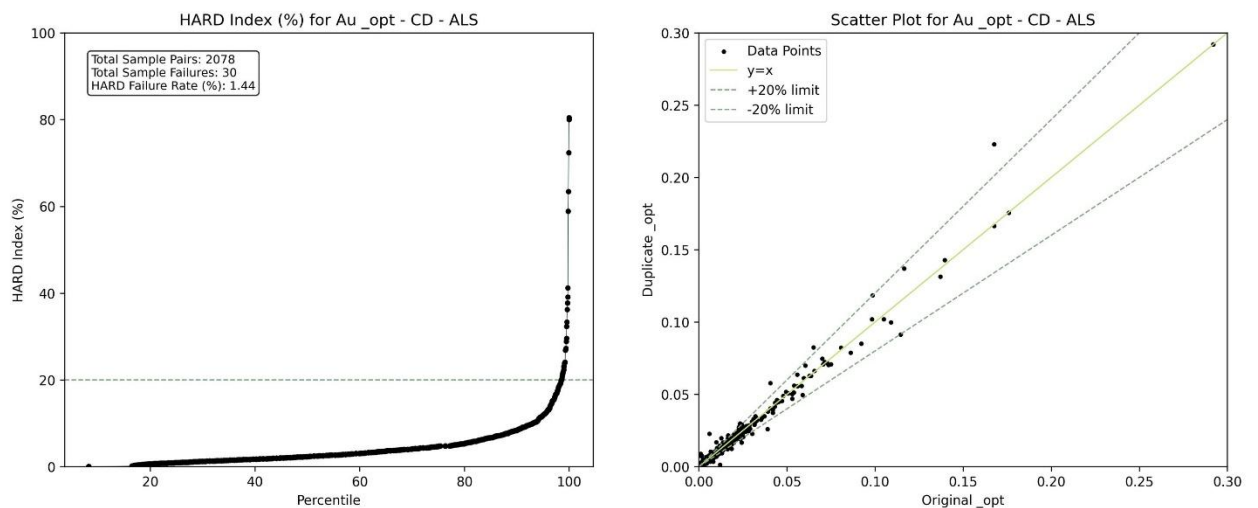 HARD Index (%) for Au _opt - CD - ALS
100
80
60
40
20
0
HARD Index (%)
Total Sample Pairs: 2078
Total Sample Failures: 30
HARD Failure Rate (%): 1.44
20
40
60
80
100
Percentile
Scatter Plot for Au _opt - CD - ALS
0.30
0.25
0.20
0.15
0.10
0.05
0.00
Duplicate _opt
Data Points
y=x
+20% limit
-20% limit
0.00
0.05
0.10
0.15
0.20
0.25
0.30
Original _opt